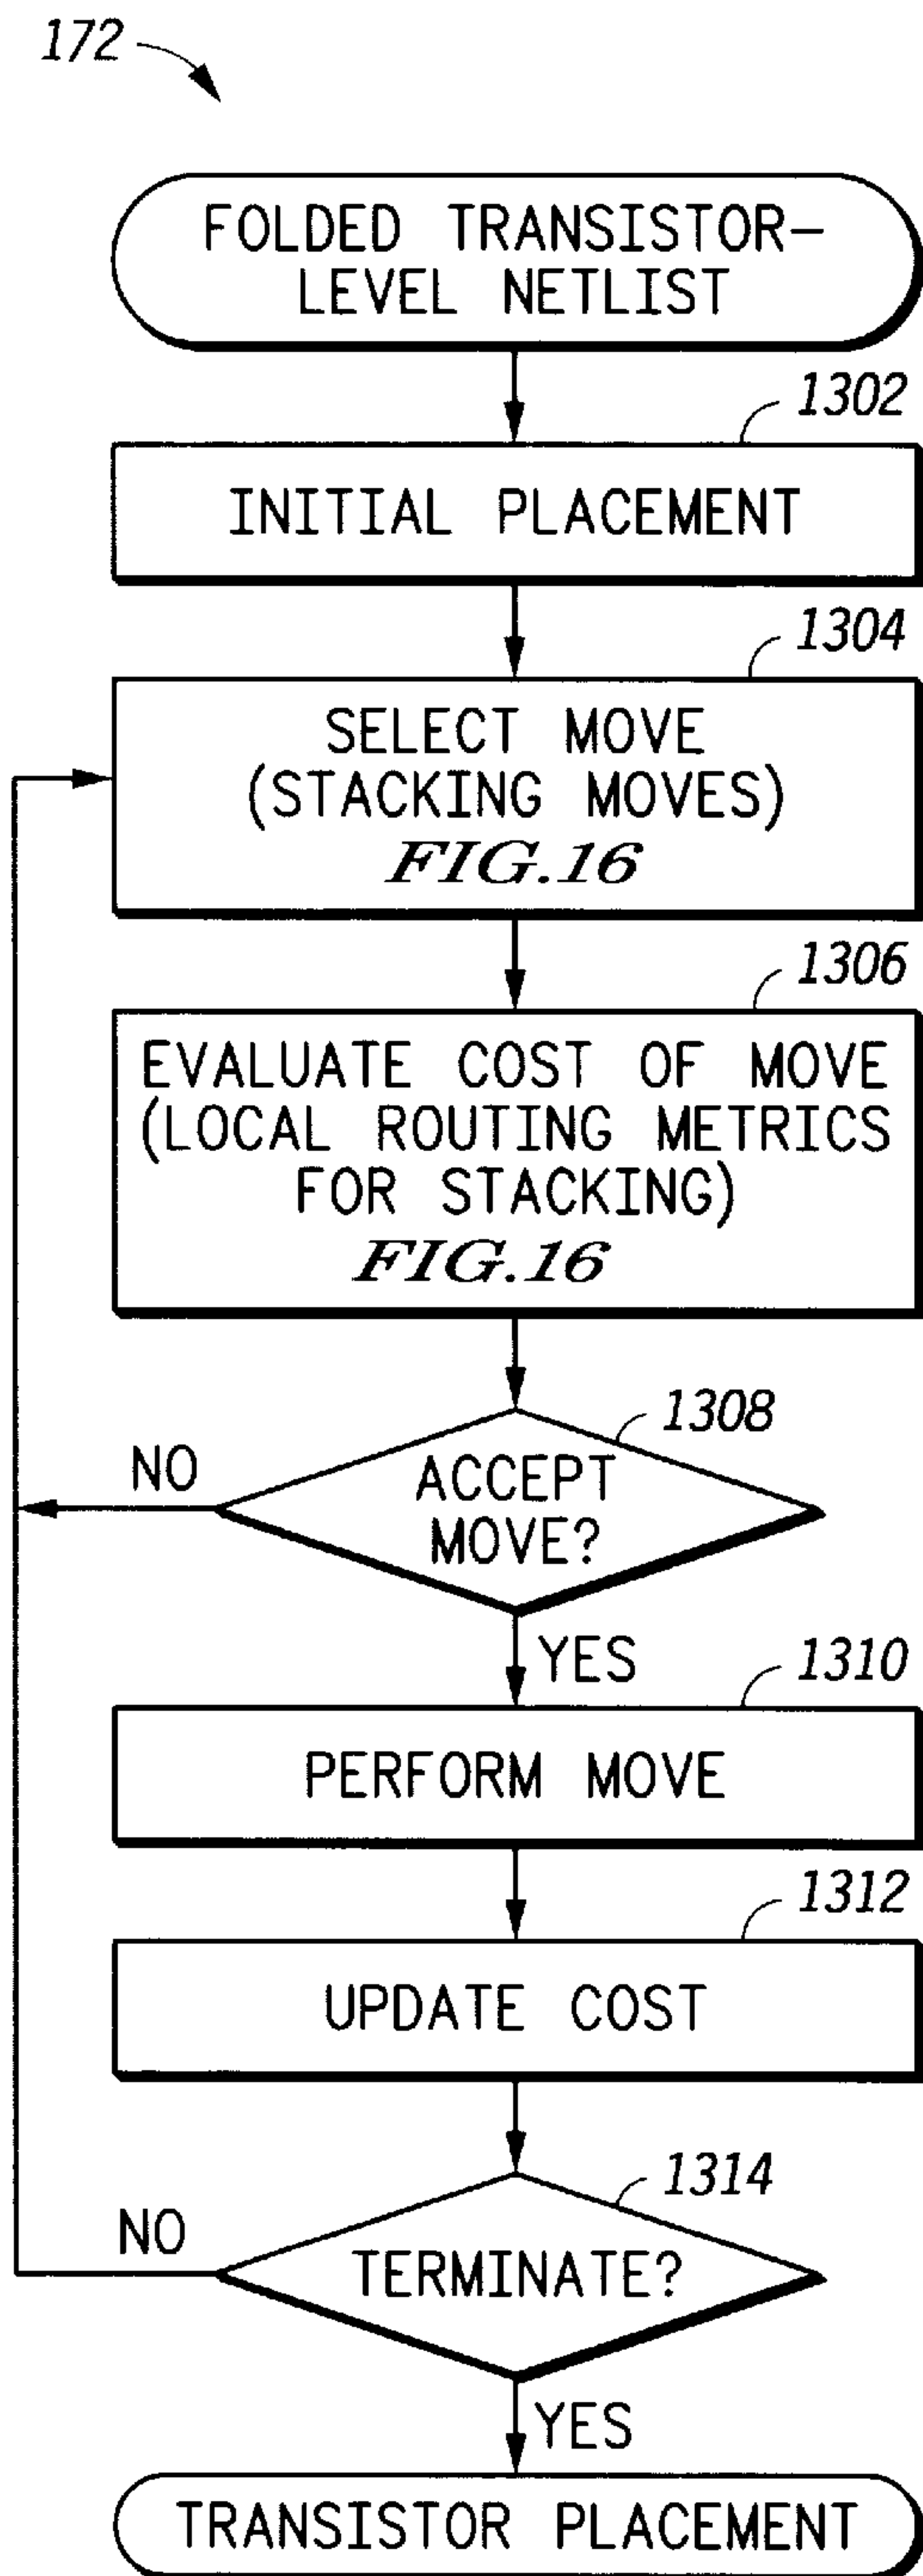 172
FOLDED TRANSISTOR-
LEVEL NETLIST
1302
INITIAL PLACEMENT
1304
SELECT MOVE
(STACKING MOVES)
FIG.16
1306
EVALUATE COST OF MOVE
(LOCAL ROUTING METRICS
FOR STACKING)
FIG.16
1308
NO
ACCEPT
MOVE?
YES
1310
PERFORM MOVE
1312
UPDATE COST
1314
NO
TERMINATE?
YES
TRANSISTOR PLACEMENT